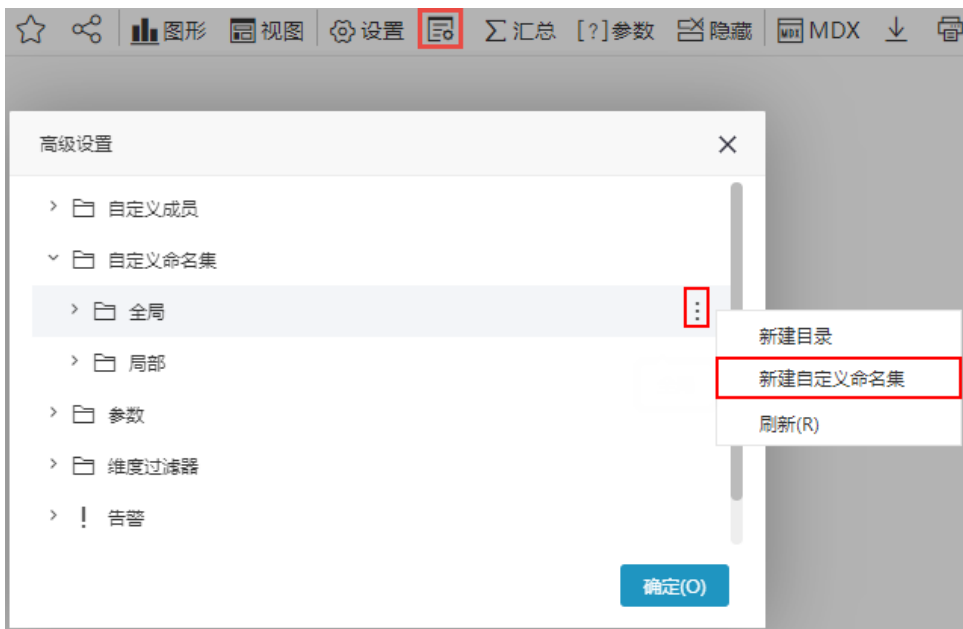 图形 视图 设置 汇总 [?]参数 隐藏 MDX MDX
高级设置
自定义成员
自定义命名集
全局
新建目录
局部
新建自定义命名集
参数
刷新(R)
维度过滤器
告警
确定(O)